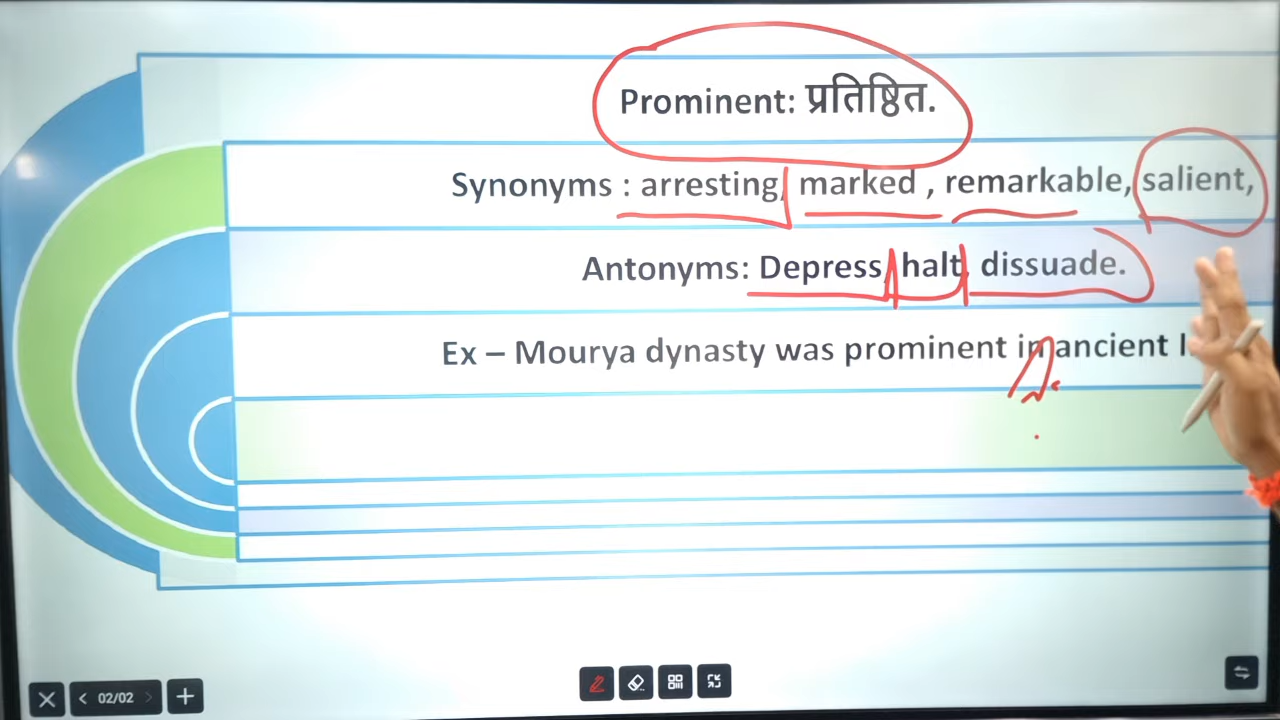 Prominent: प्रतिष्ठित.
Synonyms : arresting, marked , remarkable, salient,
Antonyms: Depress, halt, dissuade.
Ex – Mourya dynasty was prominent in ancient I
02/02